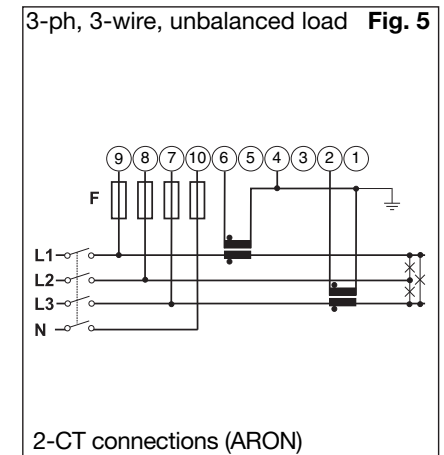 3-ph, 3-wire, unbalanced load Fig. 5
9 8 7 10 6 5 4 3 2 1
F
L1
L2
L3
N
2-CT connections (ARON)